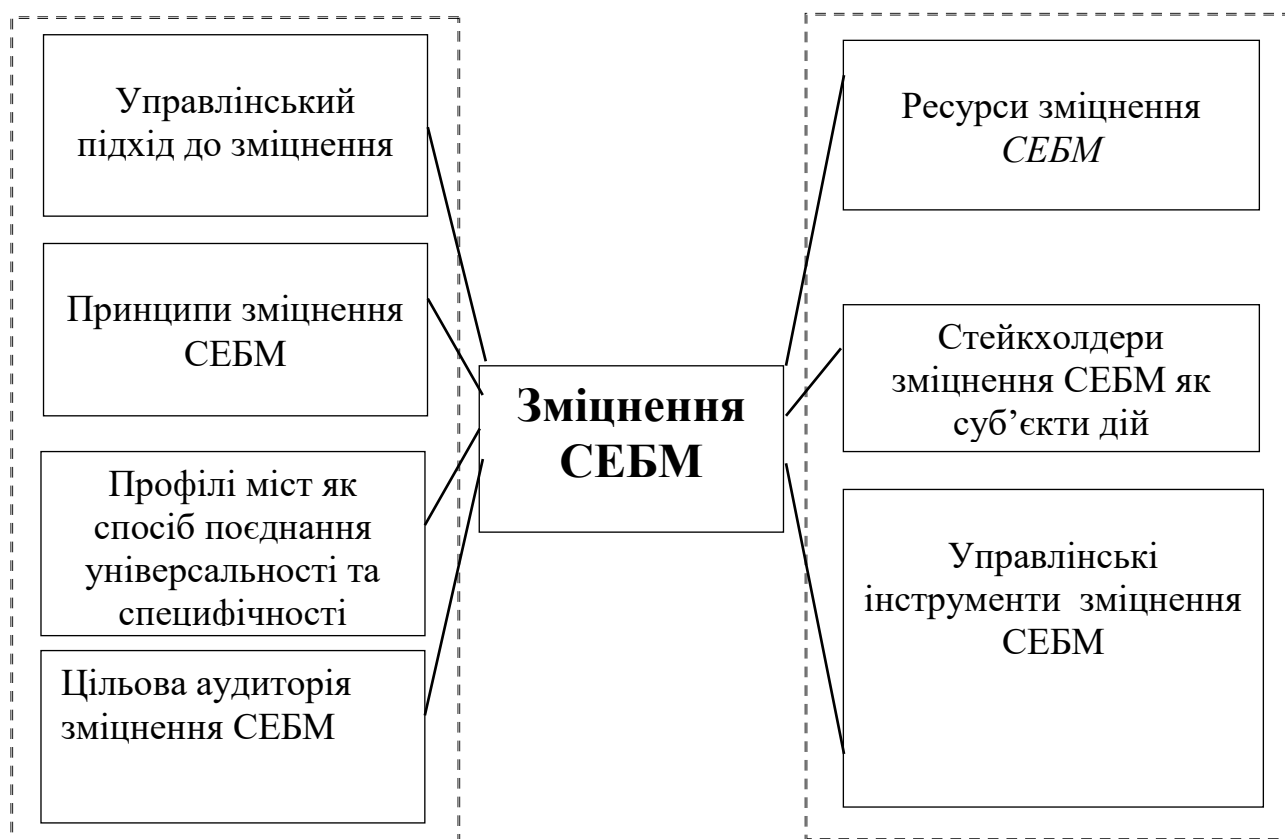 Управлінський
підхід до зміцнення
Принципи зміцнення
СЕБМ
Профілі міст як
спосіб поєднання
універсальності та
специфічності
Цільова аудиторія
зміцнення СЕБМ
Зміцнення
СЕБМ
Ресурси зміцнення
СЕБМ
Стейкхолдери
зміцнення СЕБМ як
суб’єкти дій
Управлінські
інструменти зміцнення
СЕБМ